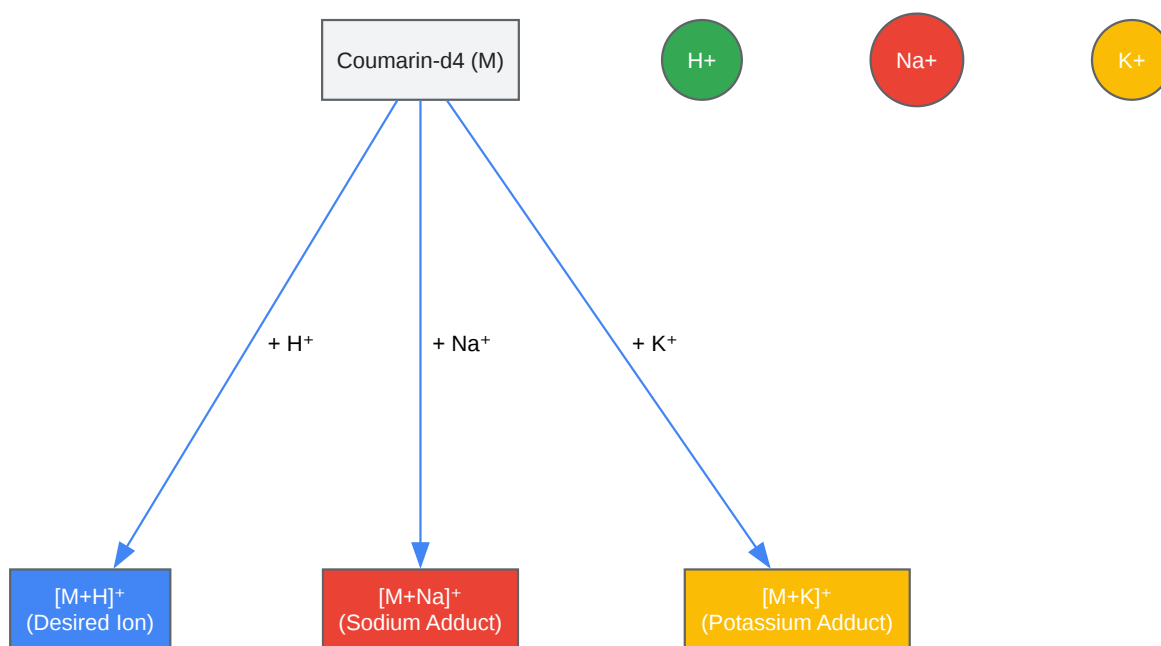 Coumarin-d4 (M)
H+
Na+
K+
+ H⁺
+ Na⁺
+ K⁺
[M+H]⁺
(Desired Ion)
[M+Na]⁺
(Sodium Adduct)
[M+K]⁺
(Potassium Adduct)